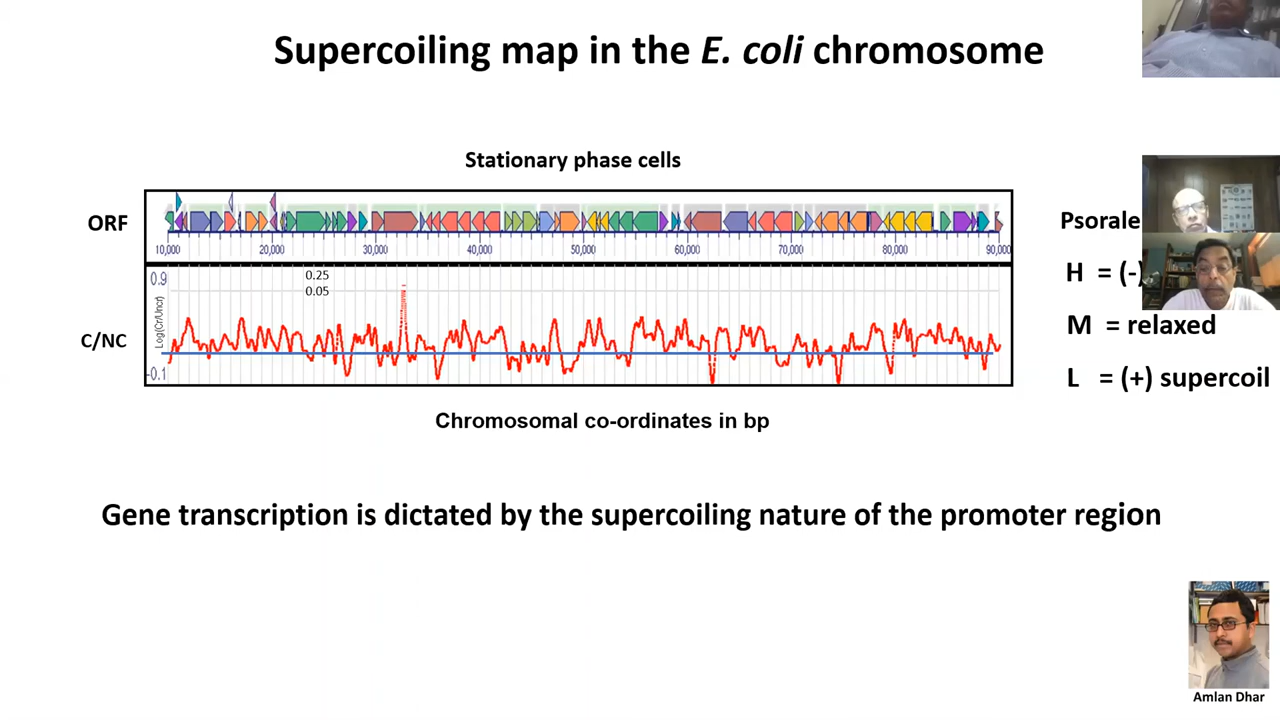 Supercoiling map in the E. coli chromosome
Stationary phase cells
ORF
10,000 20,000 30,000 40,000 50,000 60,000 70,000 80,000 90,000
0.9
0.25
0.05
Log(Cr/Uncr)
C/NC
-0.1
Chromosomal co-ordinates in bp
Psorale
H = (-)
M = relaxed
L = (+) supercoil
Gene transcription is dictated by the supercoiling nature of the promoter region
Amlan Dhar